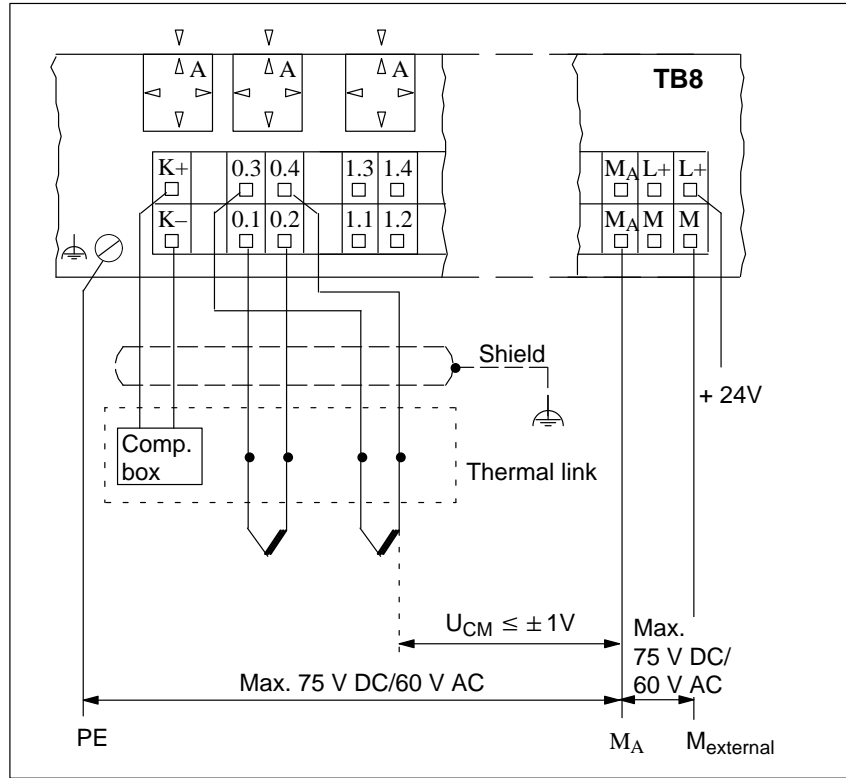 A A A
TB8
K+ 0.3 0.4 1.3 1.4 MA L+ L+
K− 0.1 0.2 1.1 1.2 MA M M
Shield
+ 24V
Comp.
box
Thermal link
UCM ≤ ± 1V
Max.
75 V DC/
60 V AC
Max. 75 V DC/60 V AC
PE MA Mexternal